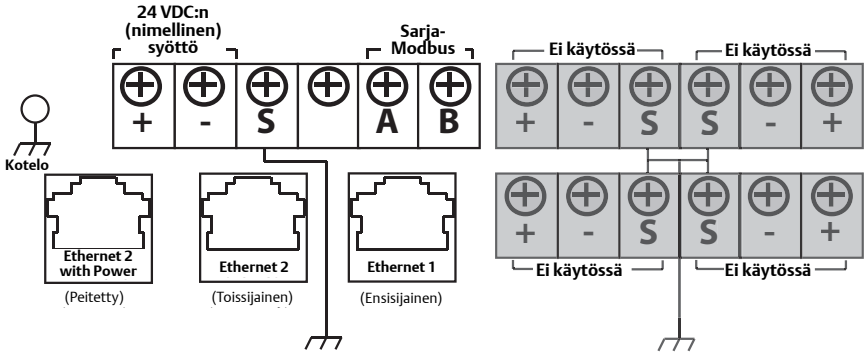 24 VDC:n
(nimellinen)
syöttö
Sarja-
Modbus
Ei käytössä
Ei käytössä
+ - S A B
+ - S S - +
Kotelo
Ethernet 2
with Power
Ethernet 2
Ethernet 1
(Peitetty)
(Toissijainen)
(Ensisijainen)
+ - S S - +
Ei käytössä
Ei käytössä